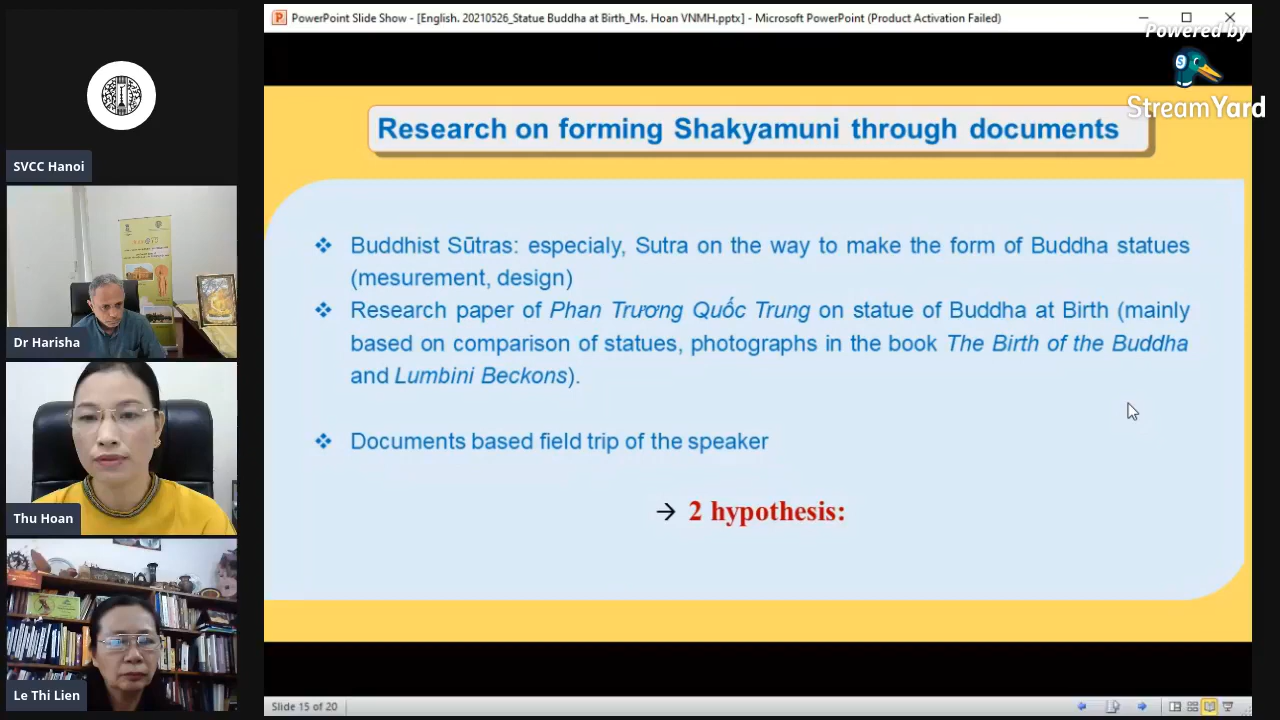 PowerPoint Slide Show - [English. 20210526_Statue Buddha at Birth_Ms. Hoan VNMH.pptx] - Microsoft PowerPoint (Product Activation Failed)
Powered by
StreamYard
SVCC Hanoi
Dr Harisha
Thu Hoan
Le Thi Lien
Research on forming Shakyamuni through documents
❖ Buddhist Sūtras: especialy, Sutra on the way to make the form of Buddha statues
(mesurement, design)
❖ Research paper of Phan Trương Quốc Trung on statue of Buddha at Birth (mainly
based on comparison of statues, photographs in the book The Birth of the Buddha
and Lumbini Beckons).
❖ Documents based field trip of the speaker
→ 2 hypothesis:
Slide 15 of 20